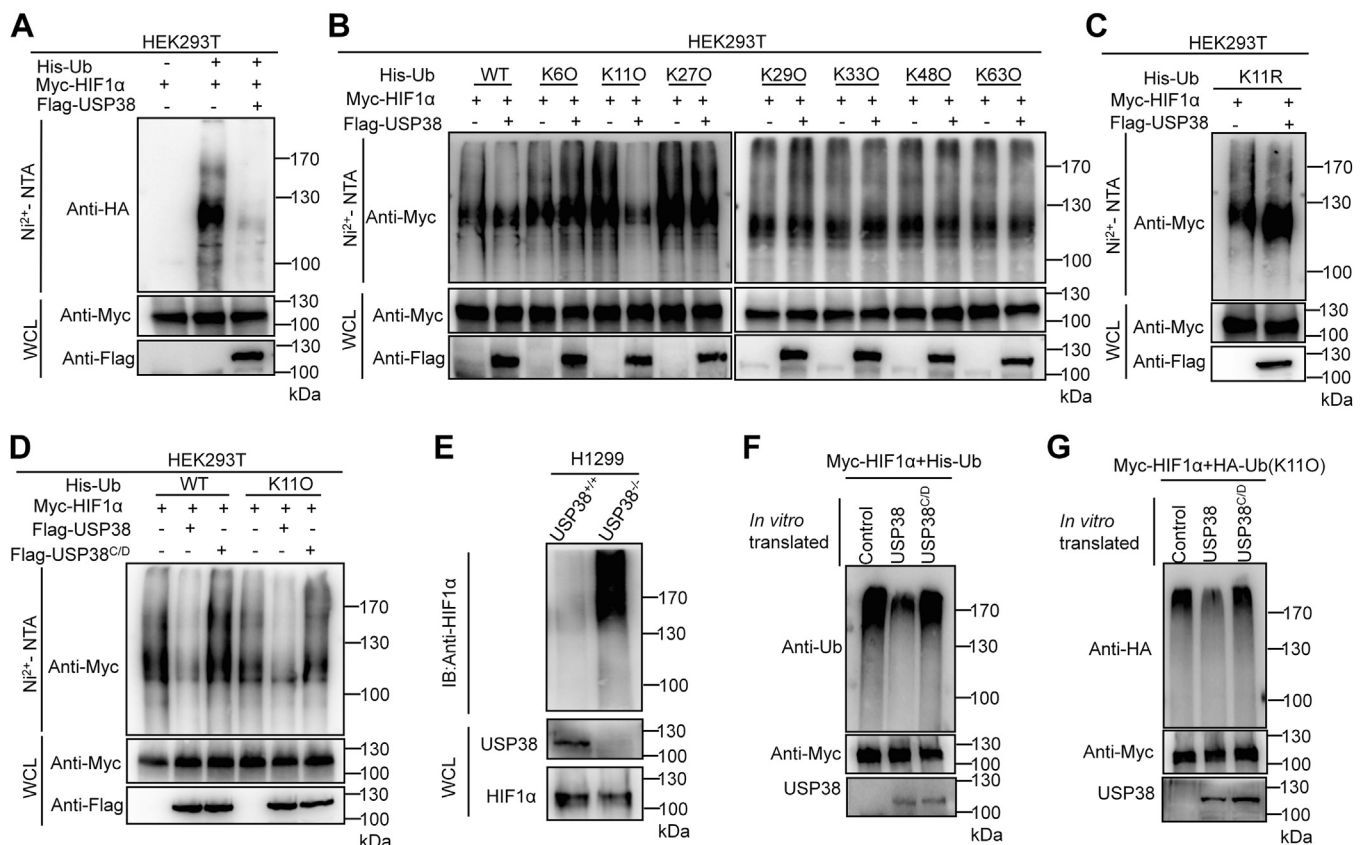 A
HEK293T
His-Ub - + +
Myc-HIF1α + + +
Flag-USP38 - - +
Ni²⁺- NTA
Anti-HA
170
130
100
WCL
Anti-Myc
130
100
Anti-Flag
130
100
kDa
B
HEK293T
His-Ub WT K6O K11O K27O K29O K33O K48O K63O
Myc-HIF1α + + + + + + + + + + + + + + + +
Flag-USP38 - + - + - + - + - + - + - + - +
Ni²⁺- NTA
Anti-Myc
170
130
100
WCL
Anti-Myc
130
100
Anti-Flag
130
100
kDa
C
HEK293T
His-Ub K11R
Myc-HIF1α + +
Flag-USP38 - +
Ni²⁺- NTA
Anti-Myc
170
130
100
WCL
Anti-Myc
130
100
Anti-Flag
130
100
kDa
D
HEK293T
His-Ub WT K11O
Myc-HIF1α + + + + + +
Flag-USP38 - + - - + -
Flag-USP38C/D - - + - - +
Ni²⁺- NTA
Anti-Myc
170
130
100
WCL
Anti-Myc
130
100
Anti-Flag
130
100
kDa
E
H1299
USP38+/+
USP38-/-
IB:Anti-HIF1α
170
130
100
WCL
USP38
130
100
HIF1α
130
100
kDa
F
Myc-HIF1α+His-Ub
In vitro
translated
Control
USP38
USP38C/D
Anti-Ub
170
130
100
Anti-Myc
130
100
USP38
130
100
kDa
G
Myc-HIF1α+HA-Ub(K11O)
In vitro
translated
Control
USP38
USP38C/D
Anti-HA
170
130
100
Anti-Myc
130
100
USP38
130
100
kDa